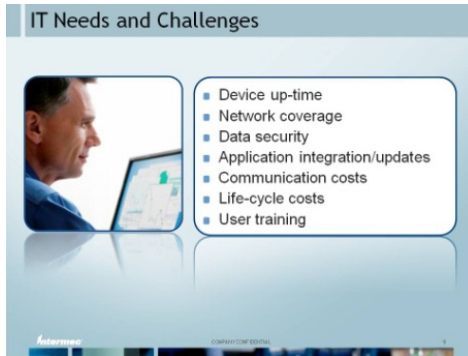 IT Needs and Challenges
Device up-time
Network coverage
Data security
Application integration/updates
Communication costs
Life-cycle costs
User training
Intermec
COMPANY CONFIDENTIAL